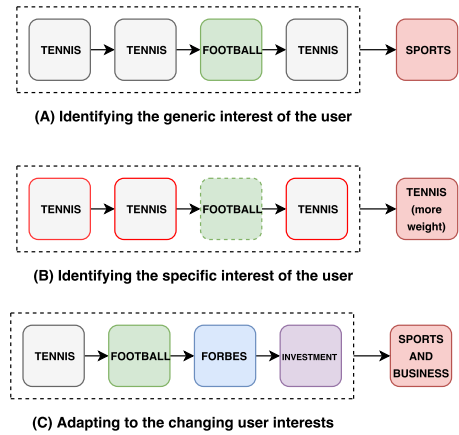 TENNIS TENNIS FOOTBALL TENNIS SPORTS
(A) Identifying the generic interest of the user
TENNIS TENNIS FOOTBALL TENNIS TENNIS
(more
weight)
(B) Identifying the specific interest of the user
TENNIS FOOTBALL FORBES INVESTMENT SPORTS
AND
BUSINESS
(C) Adapting to the changing user interests